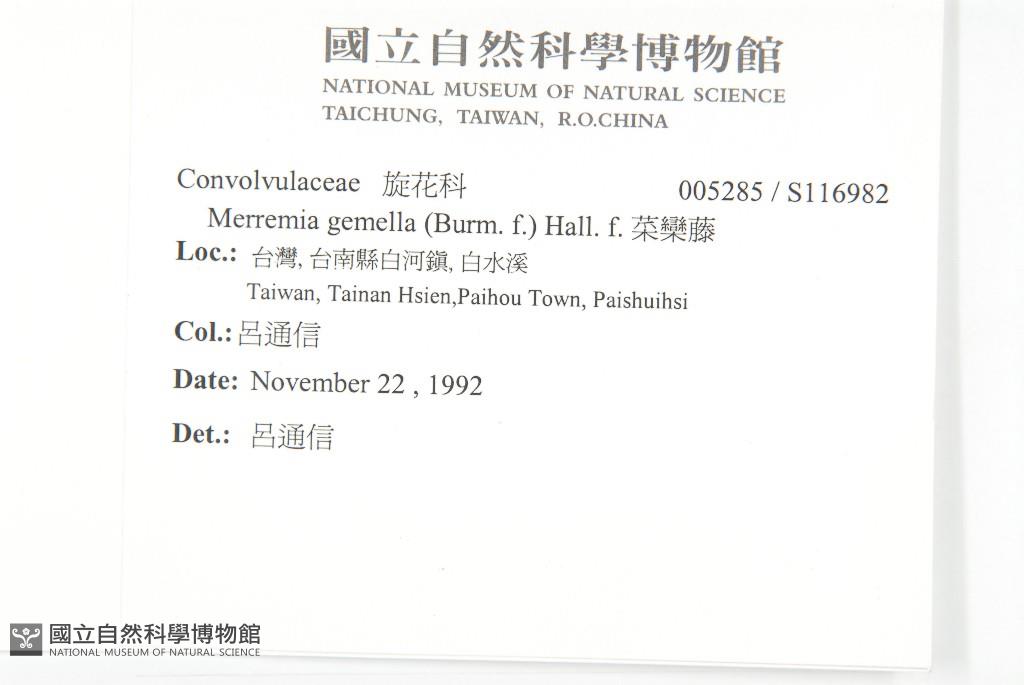 國立自然科學博物館
NATIONAL MUSEUM OF NATURAL SCIENCE
TAICHUNG, TAIWAN, R.O.CHINA
Convolvulaceae 旋花科 005285 / S116982
Merremia gemella (Burm. f.) Hall. f. 菜欒藤
Loc.: 台灣, 台南縣白河鎮, 白水溪
Taiwan, Tainan Hsien,Paihou Town, Paishuihsi
Col.: 呂通信
Date: November 22 , 1992
Det.: 呂通信
國立自然科學博物館
NATIONAL MUSEUM OF NATURAL SCIENCE